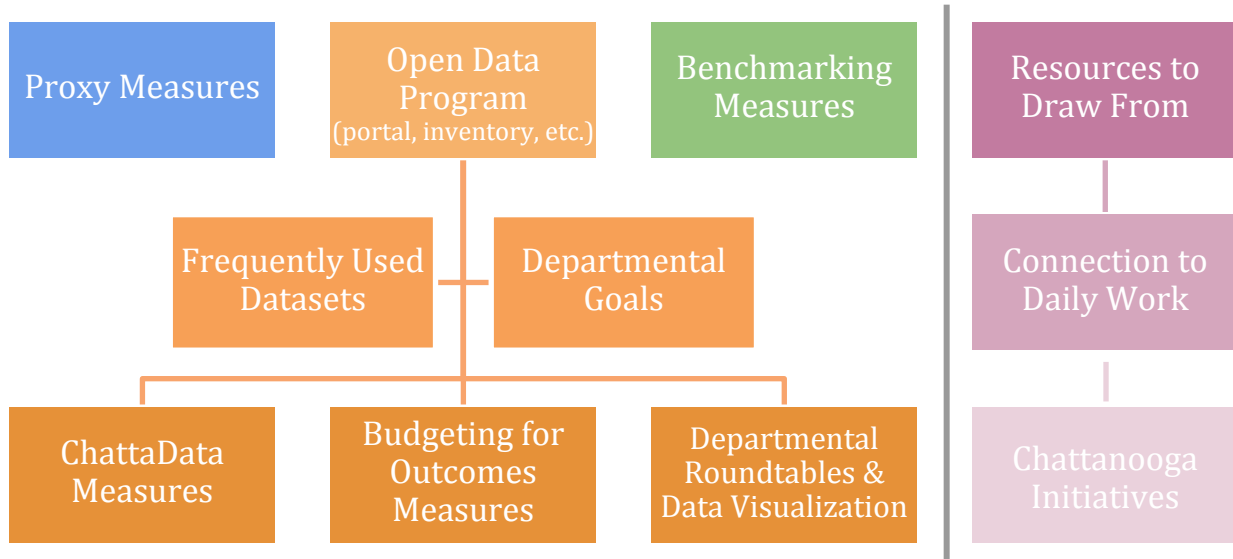 Proxy Measures
Open Data
Program
(portal, inventory, etc.)
Benchmarking
Measures
Resources to
Draw From
Frequently Used
Datasets
Departmental
Goals
Connection to
Daily Work
ChattaData
Measures
Budgeting for
Outcomes
Measures
Departmental
Roundtables &
Data Visualization
Chattanooga
Initiatives